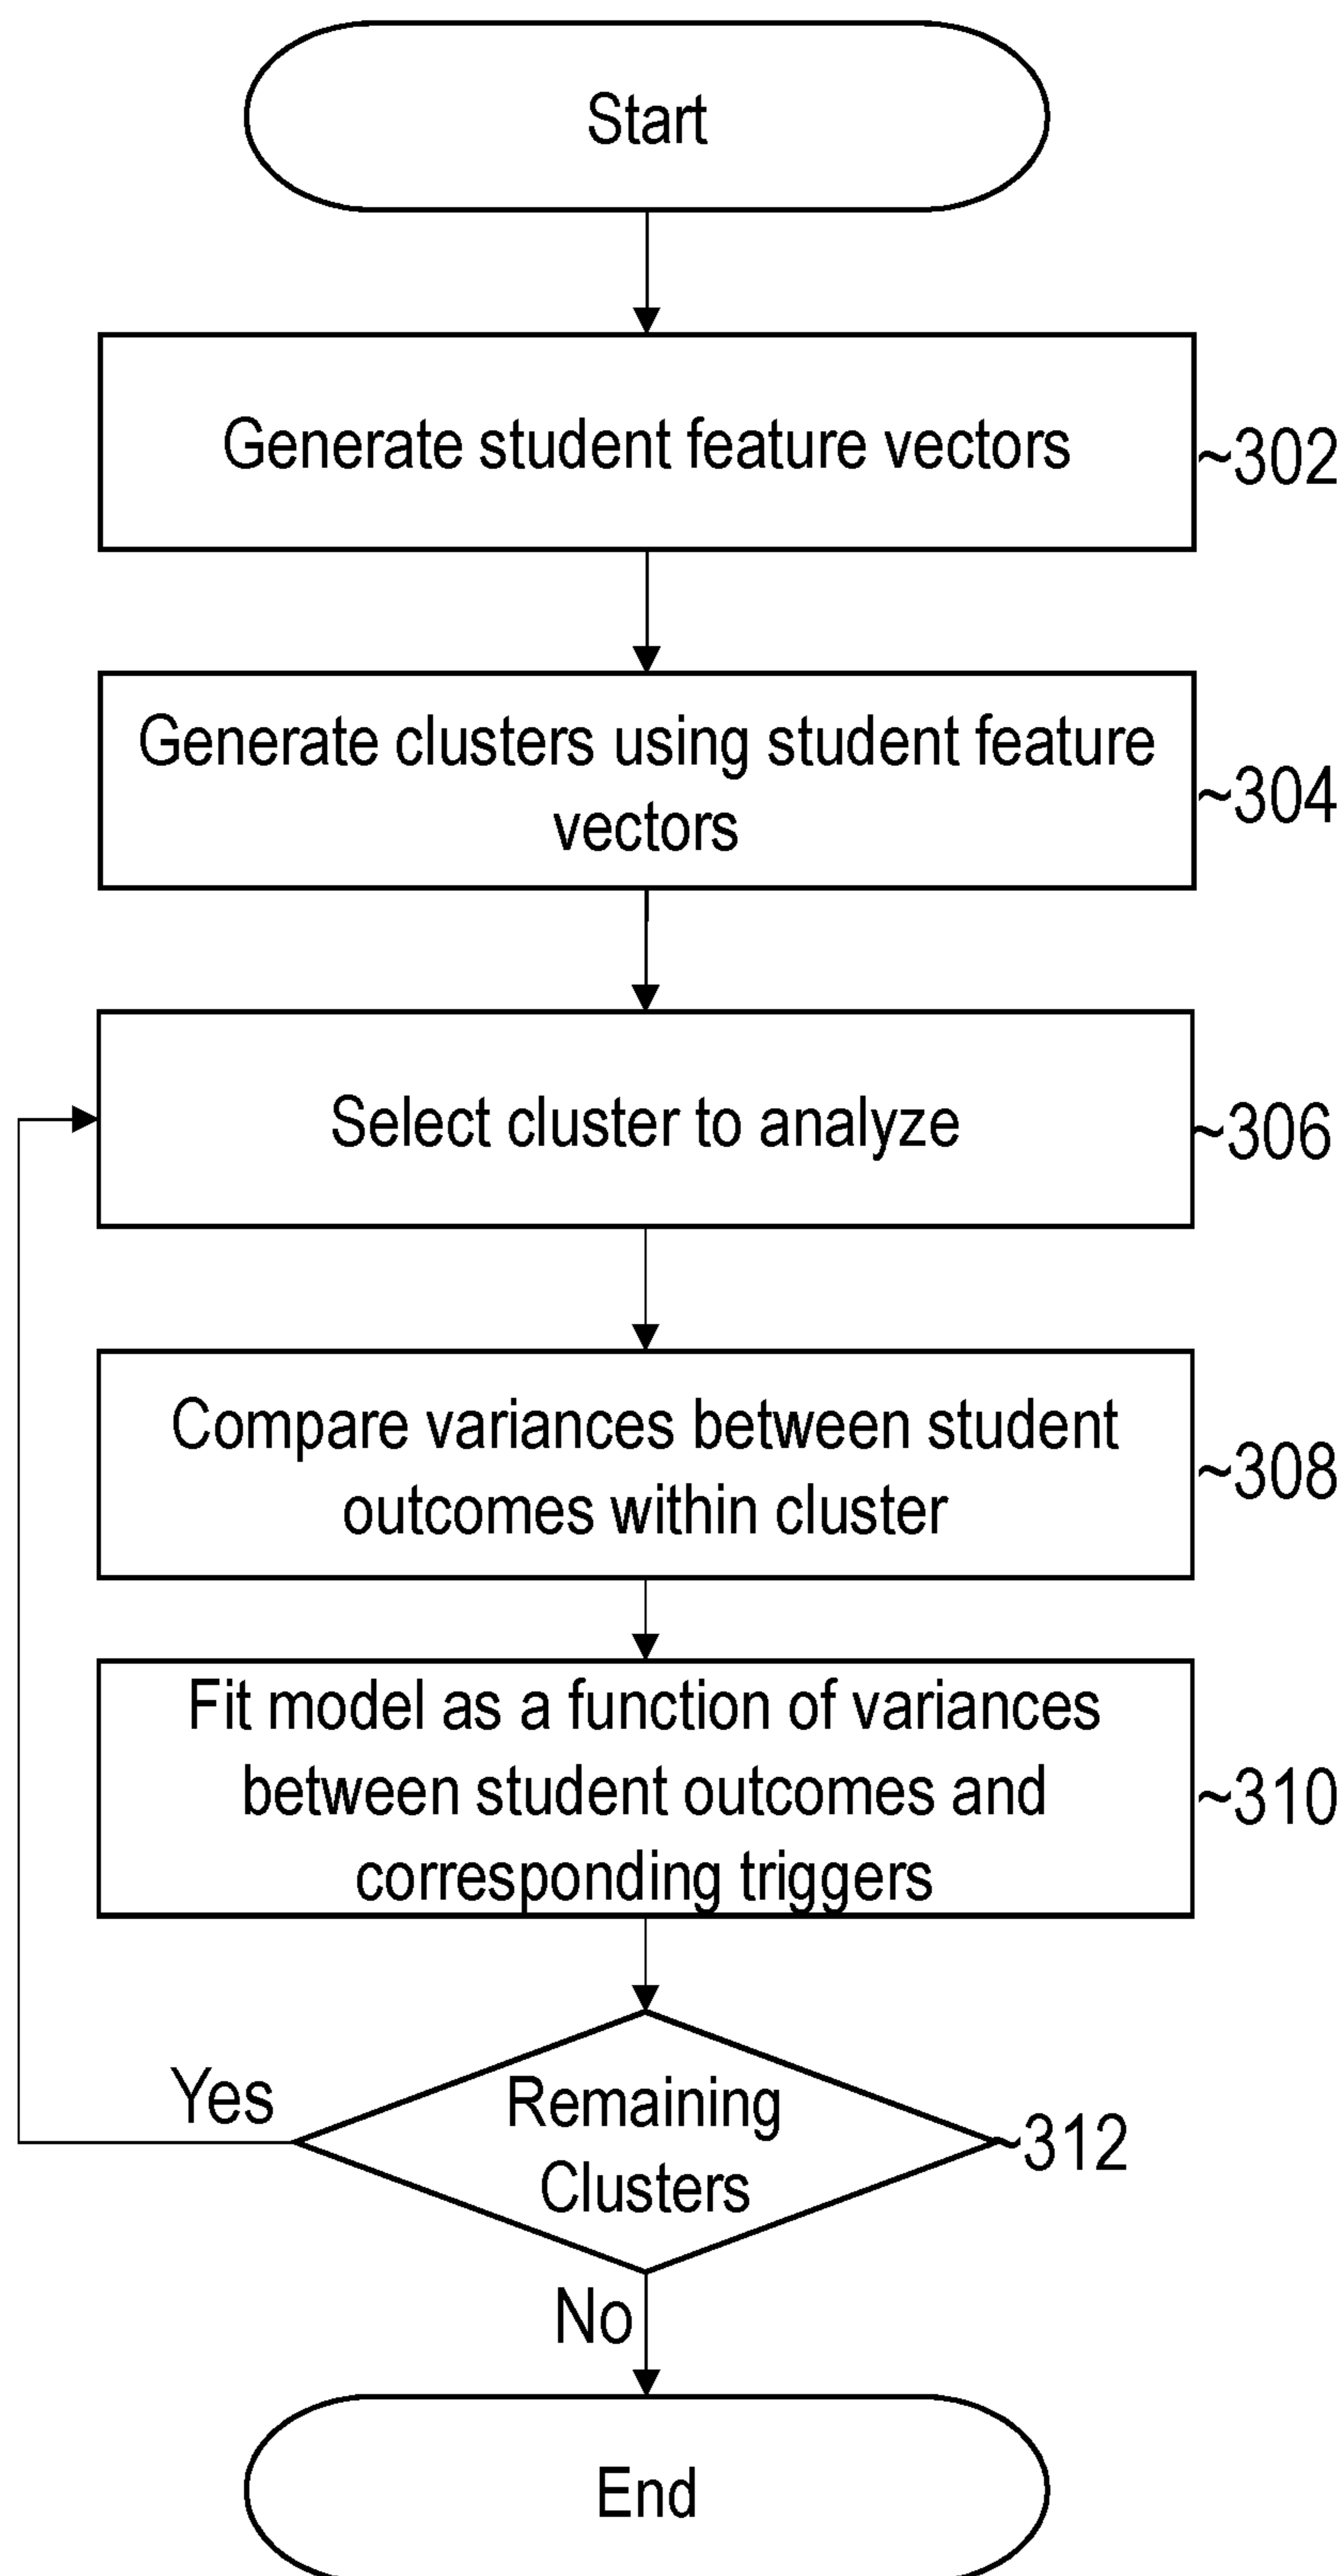 Start
Generate student feature vectors
~302
Generate clusters using student feature
vectors
~304
Select cluster to analyze
~306
Compare variances between student
outcomes within cluster
~308
Fit model as a function of variances
between student outcomes and
corresponding triggers
~310
Yes
Remaining
Clusters
~312
No
End